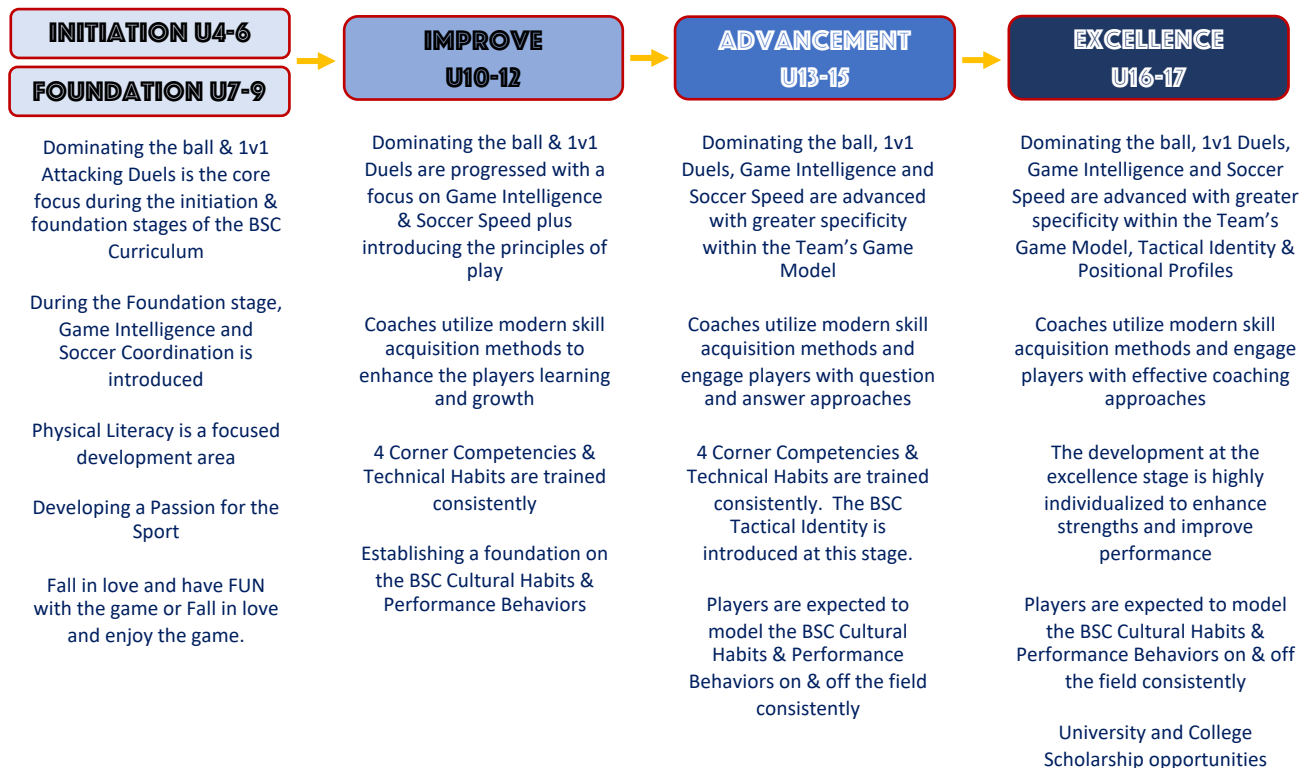 INITIATION U4-6
FOUNDATION U7-9
Dominating the ball & 1v1
Attacking Duels is the core
focus during the initiation &
foundation stages of the BSC
Curriculum
During the Foundation stage,
Game Intelligence and
Soccer Coordination is
introduced
Physical Literacy is a focused
development area
Developing a Passion for the
Sport
Fall in love and have FUN
with the game or Fall in love
and enjoy the game.
IMPROVE
U10-12
Dominating the ball & 1v1
Duels are progressed with a
focus on Game Intelligence
& Soccer Speed plus
introducing the principles of
play
Coaches utilize modern skill
acquisition methods to
enhance the players learning
and growth
4 Corner Competencies &
Technical Habits are trained
consistently
Establishing a foundation on
the BSC Cultural Habits &
Performance Behaviors
ADVANCEMENT
U13-15
Dominating the ball, 1v1
Duels, Game Intelligence and
Soccer Speed are advanced
with greater specificity
within the Team's Game
Model
Coaches utilize modern skill
acquisition methods and
engage players with question
and answer approaches
4 Corner Competencies &
Technical Habits are trained
consistently. The BSC
Tactical Identity is
introduced at this stage.
Players are expected to
model the BSC Cultural
Habits & Performance
Behaviors on & off the field
consistently
EXCELLENCE
U16-17
Dominating the ball, 1v1 Duels,
Game Intelligence and Soccer
Speed are advanced with greater
specificity within the Team's
Game Model, Tactical Identity &
Positional Profiles
Coaches utilize modern skill
acquisition methods and engage
players with effective coaching
approaches
The development at the
excellence stage is highly
individualized to enhance
strengths and improve
performance
Players are expected to model
the BSC Cultural Habits &
Performance Behaviors on & off
the field consistently
University and College
Scholarship opportunities